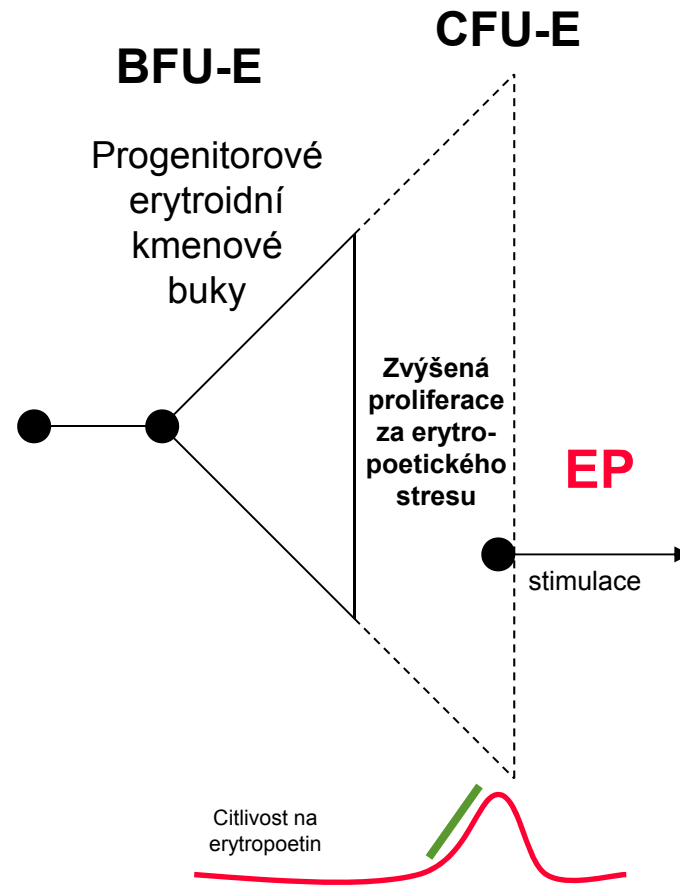 CFU-E
BFU-E
Progenitorové
erytroidní
kmenové
buky
Zvýšená
proliferace
za erytro-
poetického
stresu
EP
stimulace
Citlivost na
erytropoetin